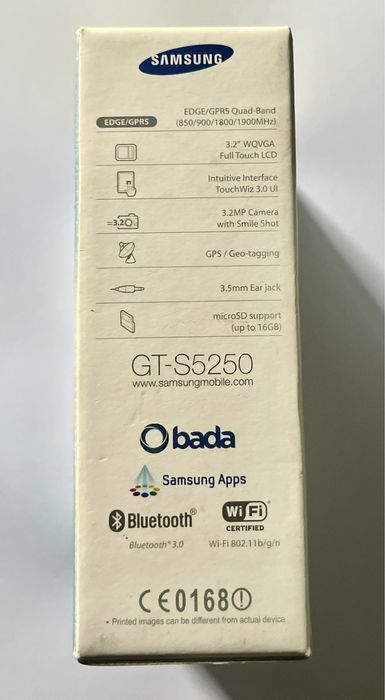 SAMSUNG
EDGE/GPRS
EDGE/GPRS Quad-Band
(850/900/1800/1900MHz)
3.2" WQVGA
Full Touch LCD
Intuitive Interface
TouchWiz 3.0 UI
3.2
3.2MP Camera
with Smile Shot
GPS / Geo-tagging
3.5mm Ear jack
microSD support
(up to 16GB)
GT-S5250
www.samsungmobile.com
bada
Samsung Apps
Bluetooth®
Wi Fi
CERTIFIED
Bluetooth® 3.0
Wi-Fi 802.11b/g/n
CE0168!
• Printed images can be different from actual device